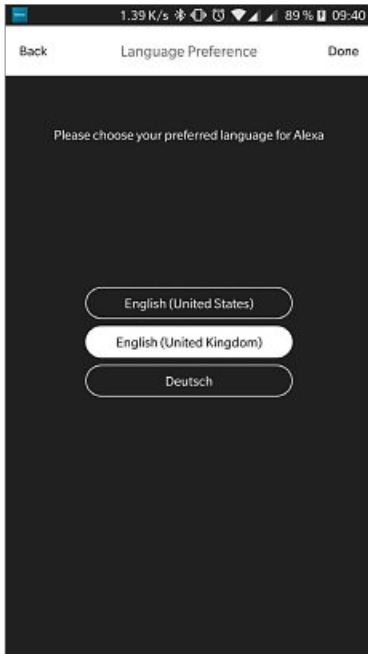 1.39 K/s 89 % 09:40
Back Language Preference Done
Please choose your preferred language for Alexa
English (United States)
English (United Kingdom)
Deutsch